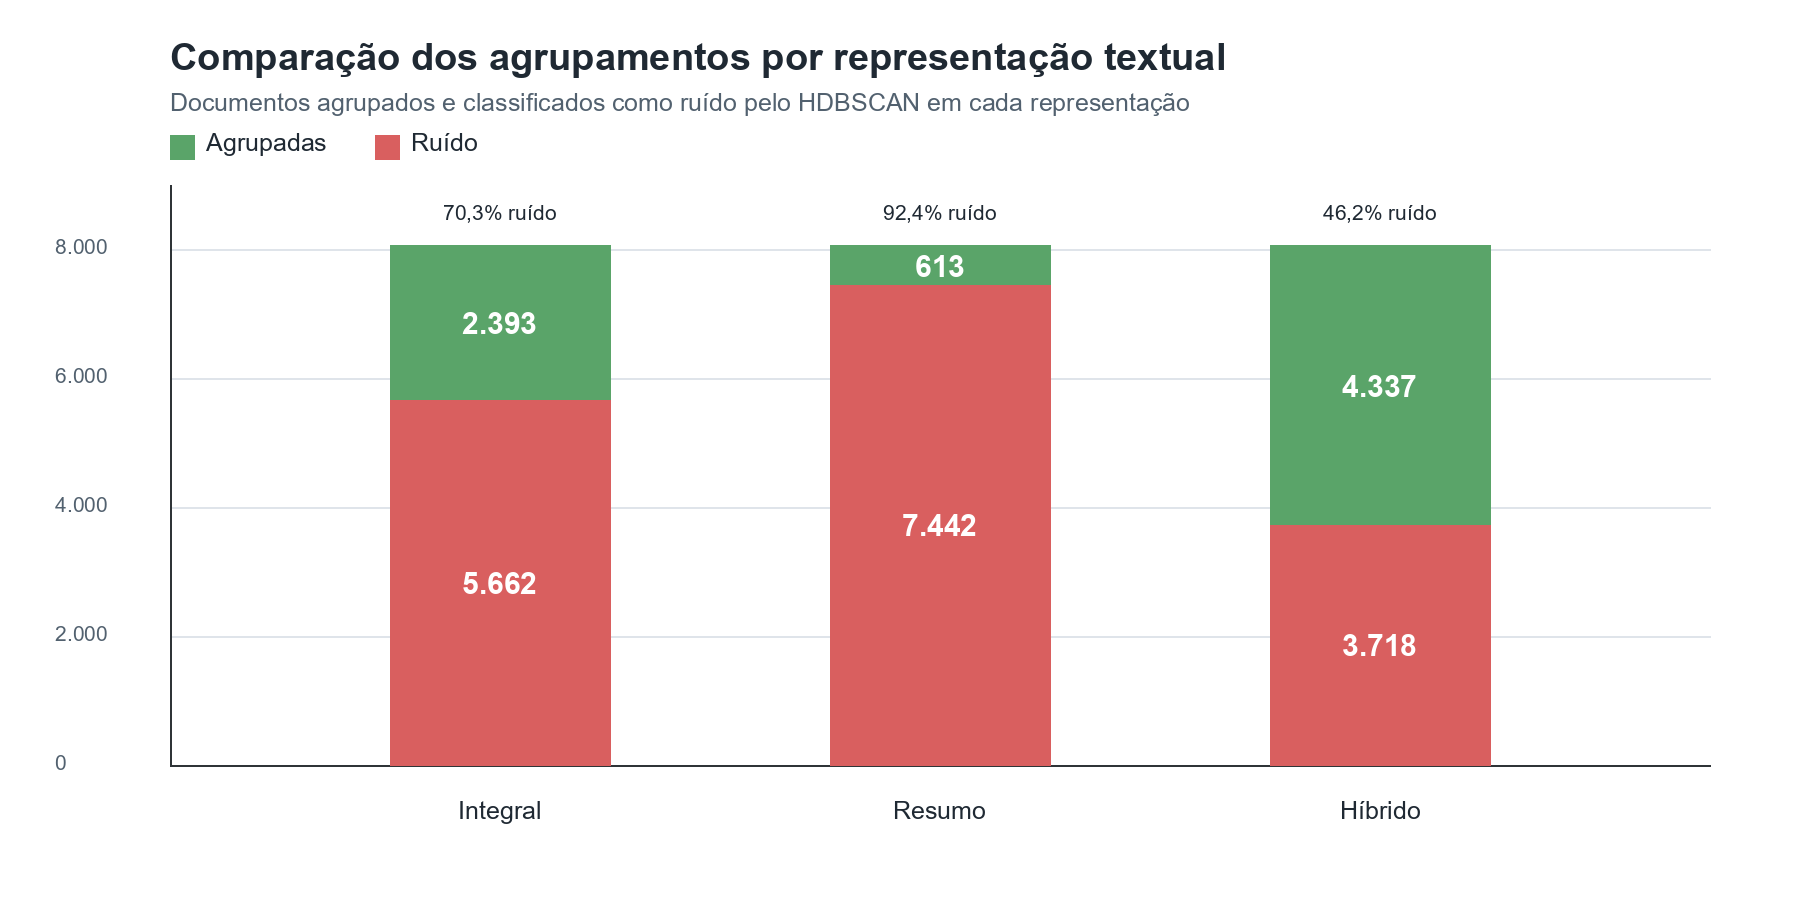 Comparação dos agrupamentos por representação textual
Documentos agrupados e classificados como ruído pelo HDBSCAN em cada representação
Agrupadas Ruído
70,3% ruído 92,4% ruído 46,2% ruído
8.000
613
2.393
6.000
4.337
4.000
7.442
5.662
2.000
3.718
0
Integral Resumo Híbrido